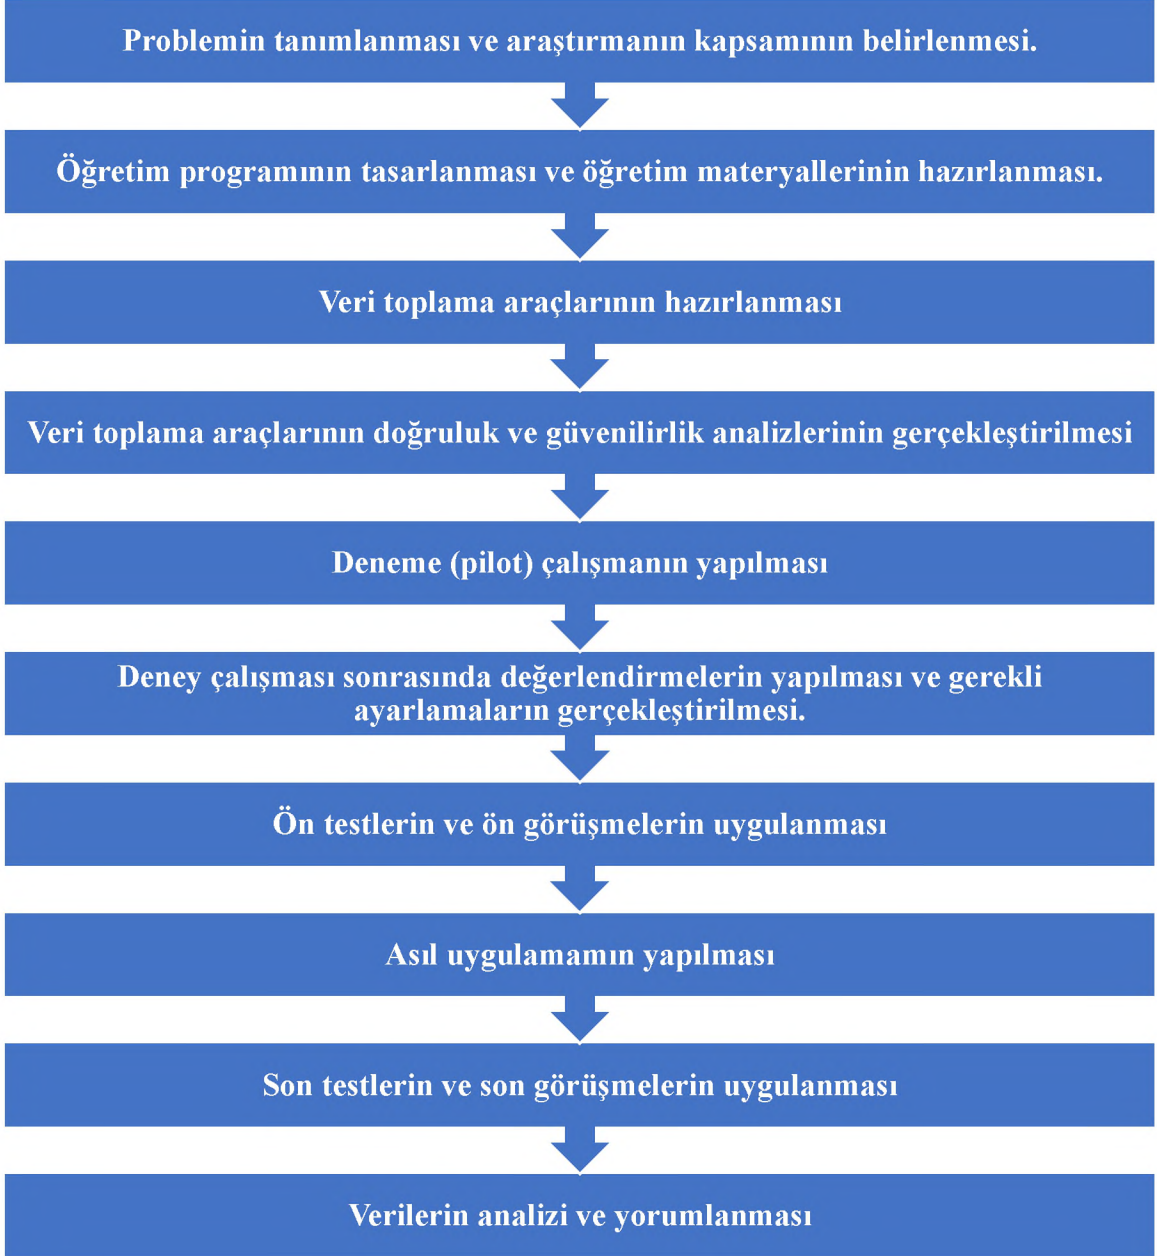 Problemin tanımlanması ve araştırmanın kapsamının belirlenmesi.
Öğretim programının tasarlanması ve öğretim materyallerinin hazırlanması.
Veri toplama araçlarının hazırlanması
Veri toplama araçlarının doğruluk ve güvenilirlik analizlerinin gerçekleştirilmesi
Deneme (pilot) çalışmanın yapılması
Deney çalışması sonrasında değerlendirmelerin yapılması ve gerekli
ayarlamaların gerçekleştirilmesi.
Ön testlerin ve ön görüşmelerin uygulanması
Asıl uygulamamın yapılması
Son testlerin ve son görüşmelerin uygulanması
Verilerin analizi ve yorumlanması